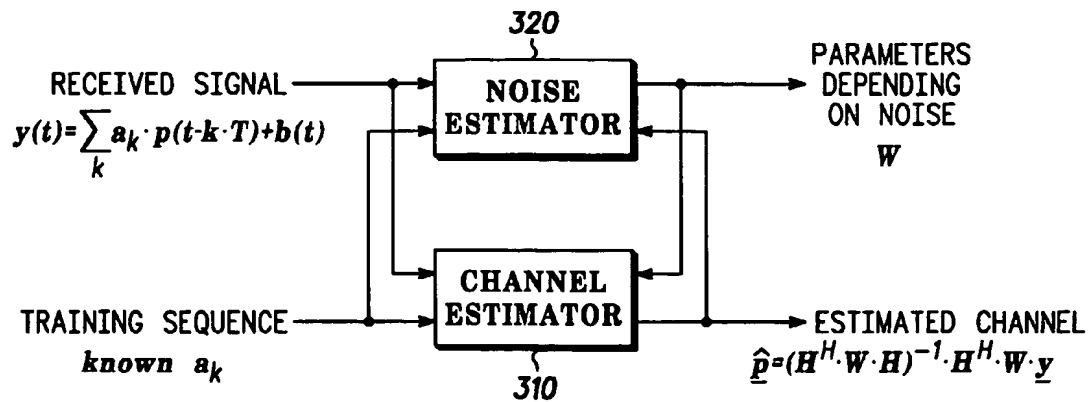 320
RECEIVED SIGNAL
y(t)=∑ a_k · p(t-k·T)+b(t)
k
NOISE
ESTIMATOR
PARAMETERS
DEPENDING
ON NOISE
W
TRAINING SEQUENCE
known a_k
CHANNEL
ESTIMATOR
310
ESTIMATED CHANNEL
p̲̂=(H^H·W·H)^−1·H^H·W·y̲